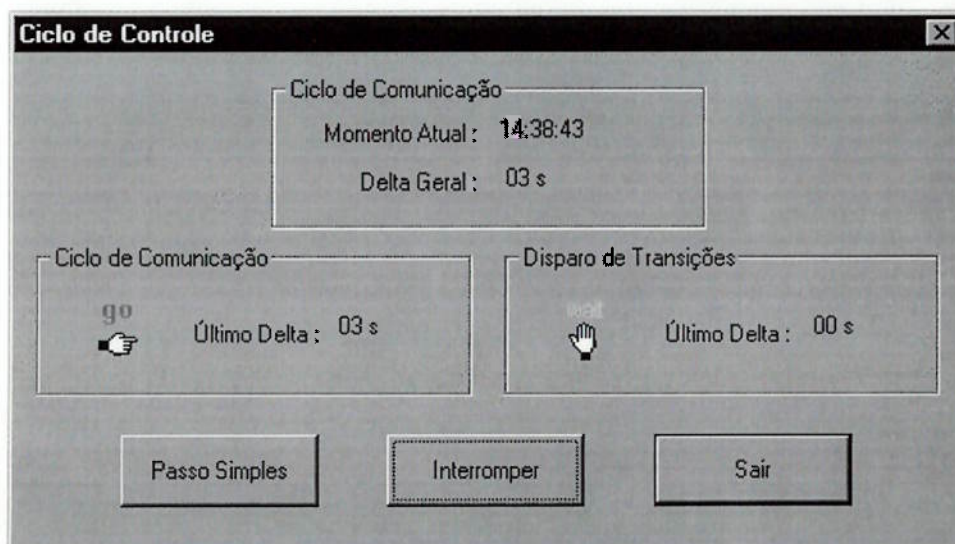 Ciclo de Controle
Ciclo de Comunicação
Momento Atual : 14:38:43
Delta Geral : 03 s
Ciclo de Comunicação
go
Último Delta : 03 s
Disparo de Transições
wait
Último Delta : 00 s
Passo Simples
Interromper
Sair